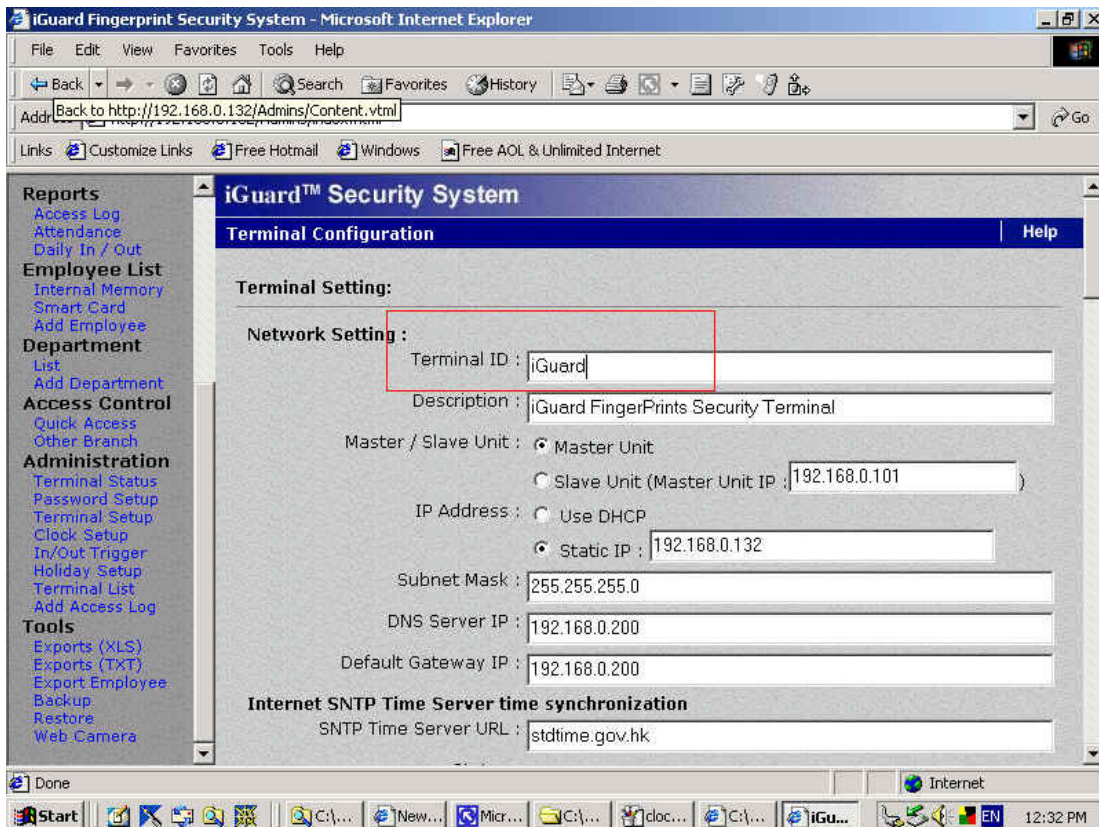 iGuard Fingerprint Security System - Microsoft Internet Explorer
File Edit View Favorites Tools Help
Back Search Favorites History
Back to http://192.168.0.132/Admins/Content.vtml
Addr Go
Links Customize Links Free Hotmail Windows Free AOL & Unlimited Internet
Reports
Access Log
Attendance
Daily In / Out
Employee List
Internal Memory
Smart Card
Add Employee
Department
List
Add Department
Access Control
Quick Access
Other Branch
Administration
Terminal Status
Password Setup
Terminal Setup
Clock Setup
In/Out Trigger
Holiday Setup
Terminal List
Add Access Log
Tools
Exports (XLS)
Exports (TXT)
Export Employee
Backup
Restore
Web Camera
iGuard™ Security System
Terminal Configuration Help
Terminal Setting:
Network Setting :
Terminal ID : iGuard
Description : iGuard FingerPrints Security Terminal
Master / Slave Unit : Master Unit
Slave Unit (Master Unit IP : 192.168.0.101 )
IP Address : Use DHCP
Static IP : 192.168.0.132
Subnet Mask : 255.255.255.0
DNS Server IP : 192.168.0.200
Default Gateway IP : 192.168.0.200
Internet SNTP Time Server time synchronization
SNTP Time Server URL : stdtime.gov.hk
Done Internet
Start C:\... New... Micr... C:\... doc... C:\... iGu... EN 12:32 PM